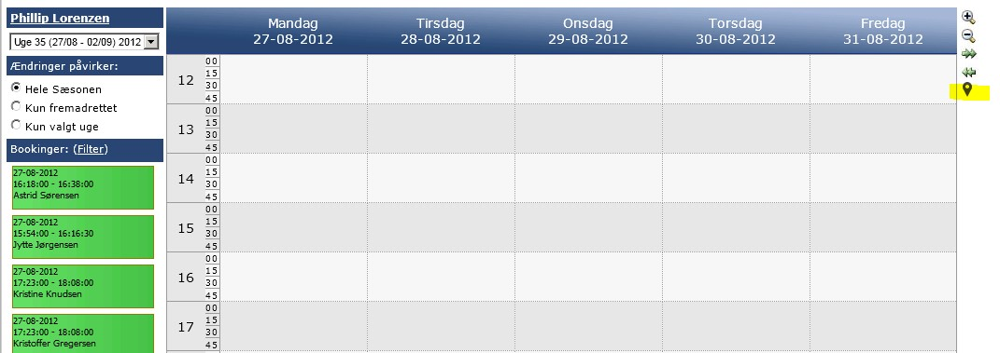 Phillip Lorenzen
Uge 35 (27/08 - 02/09) 2012
Ændringer påvirker:
Hele Sæsonen
Kun fremadrettet
Kun valgt uge
Bookinger: (Filter)
27-08-2012
16:18:00 - 16:38:00
Astrid Sørensen
27-08-2012
15:54:00 - 16:16:30
Jytte Jørgensen
27-08-2012
17:23:00 - 18:08:00
Kristine Knudsen
27-08-2012
17:23:00 - 18:08:00
Kristoffer Gregersen
Mandag Tirsdag Onsdag Torsdag Fredag
27-08-2012 28-08-2012 29-08-2012 30-08-2012 31-08-2012
12
00
15
30
45
13
00
15
30
45
14
00
15
30
45
15
00
15
30
45
16
00
15
30
45
17
00
15
30
45